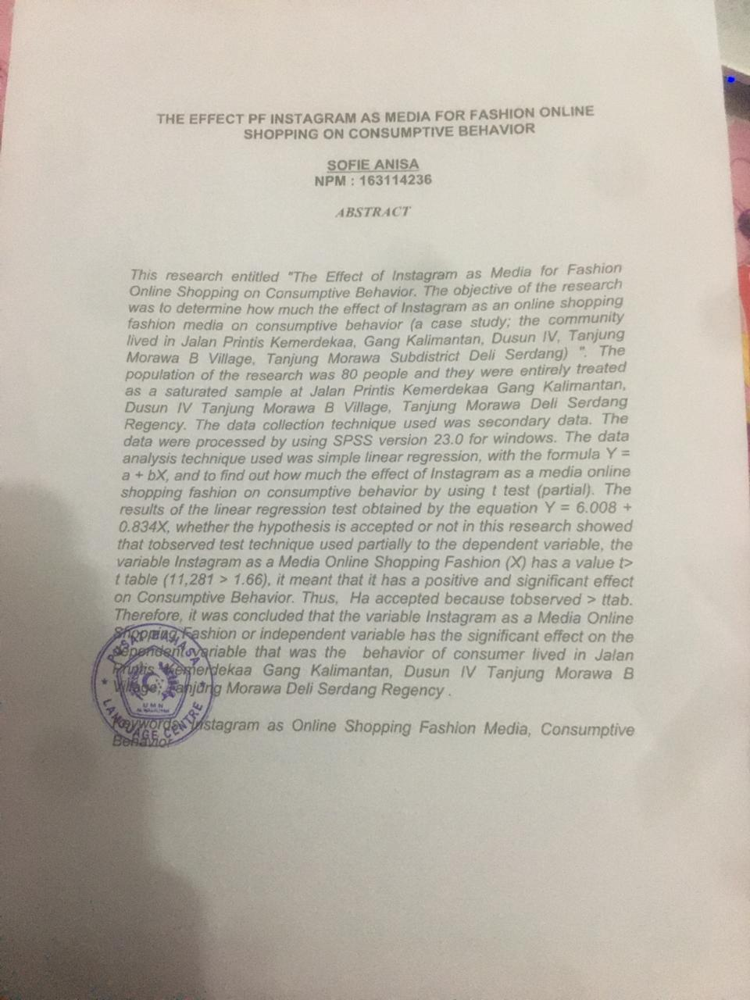 THE EFFECT PF INSTAGRAM AS MEDIA FOR FASHION ONLINE
SHOPPING ON CONSUMPTIVE BEHAVIOR
SOFIE ANISA
NPM : 163114236
ABSTRACT
This research entitled "The Effect of Instagram as Media for Fashion
Online Shopping on Consumptive Behavior. The objective of the research
was to determine how much the effect of Instagram as an online shopping
fashion media on consumptive behavior (a case study; the community
lived in Jalan Printis Kemerdekaa, Gang Kalimantan, Dusun IV, Tanjung
Morawa B Village, Tanjung Morawa Subdistrict Deli Serdang) ". The
population of the research was 80 people and they were entirely treated
as a saturated sample at Jalan Printis Kemerdekaa Gang Kalimantan,
Dusun IV Tanjung Morawa B Village, Tanjung Morawa Deli Serdang
Regency. The data collection technique used was secondary data. The
data were processed by using SPSS version 23.0 for windows. The data
analysis technique used was simple linear regression, with the formula Y =
a + bX, and to find out how much the effect of Instagram as a media online
shopping fashion on consumptive behavior by using t test (partial). The
results of the linear regression test obtained by the equation Y = 6.008 +
0.834X, whether the hypothesis is accepted or not in this research showed
that tobserved test technique used partially to the dependent variable, the
variable Instagram as a Media Online Shopping Fashion (X) has a value t>
t table (11,281 > 1.66), it meant that it has a positive and significant effect
on Consumptive Behavior. Thus, Ha accepted because tobserved > ttab.
Therefore, it was concluded that the variable Instagram as a Media Online
Shopping Fashion or independent variable has the significant effect on the
dependent variable that was the behavior of consumer lived in Jalan
Printis Kemerdekaa Gang Kalimantan, Dusun IV Tanjung Morawa B
Village, Tanjung Morawa Deli Serdang Regency .
Keywords: Instagram as Online Shopping Fashion Media, Consumptive
Behavior
PUSAT BAHASA
UMN
LANGUAGE CENTRE